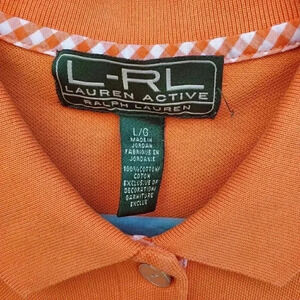 L-RL
LAUREN ACTIVE
RALPH LAUREN
L/G
MADE IN
JORDAN
FABRIQUE EN
JORDANIE
100% COTTON/
COTON
EXCLUSIVE OF
DECORATION/
GARNITURE
EXCLUE